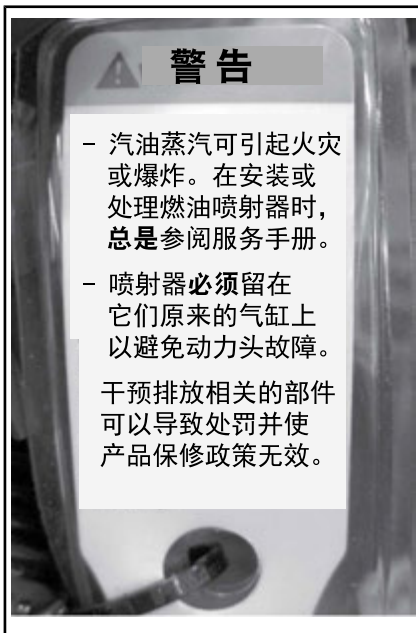 警告
- 汽油蒸汽可引起火灾
或爆炸。在安装或
处理燃油喷射器时，
总是参阅服务手册。
- 喷射器必须留在
它们原来的气缸上
以避免动力头故障。
干预排放相关的部件
可以导致处罚并使
产品保修政策无效。